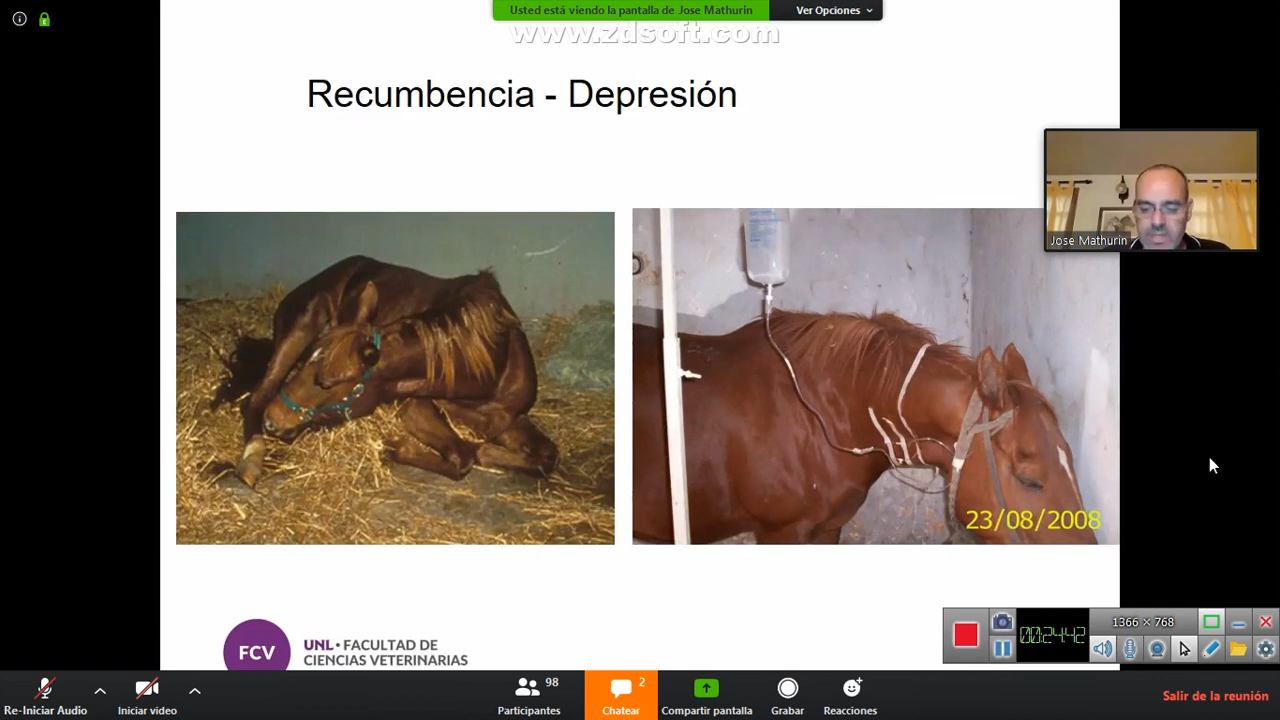 Usted está viendo la pantalla de Jose Mathurin
Ver Opciones
www.zdsoft.com
Recumbencia - Depresión
Jose Mathurin
23/08/2008
FCV
UNL • FACULTAD DE
CIENCIAS VETERINARIAS
1366 × 768
00:24:42
Re-Iniciar Audio
Iniciar video
98
Participantes
2
Chatear
Compartir pantalla
Grabar
Reacciones
Salir de la reunión